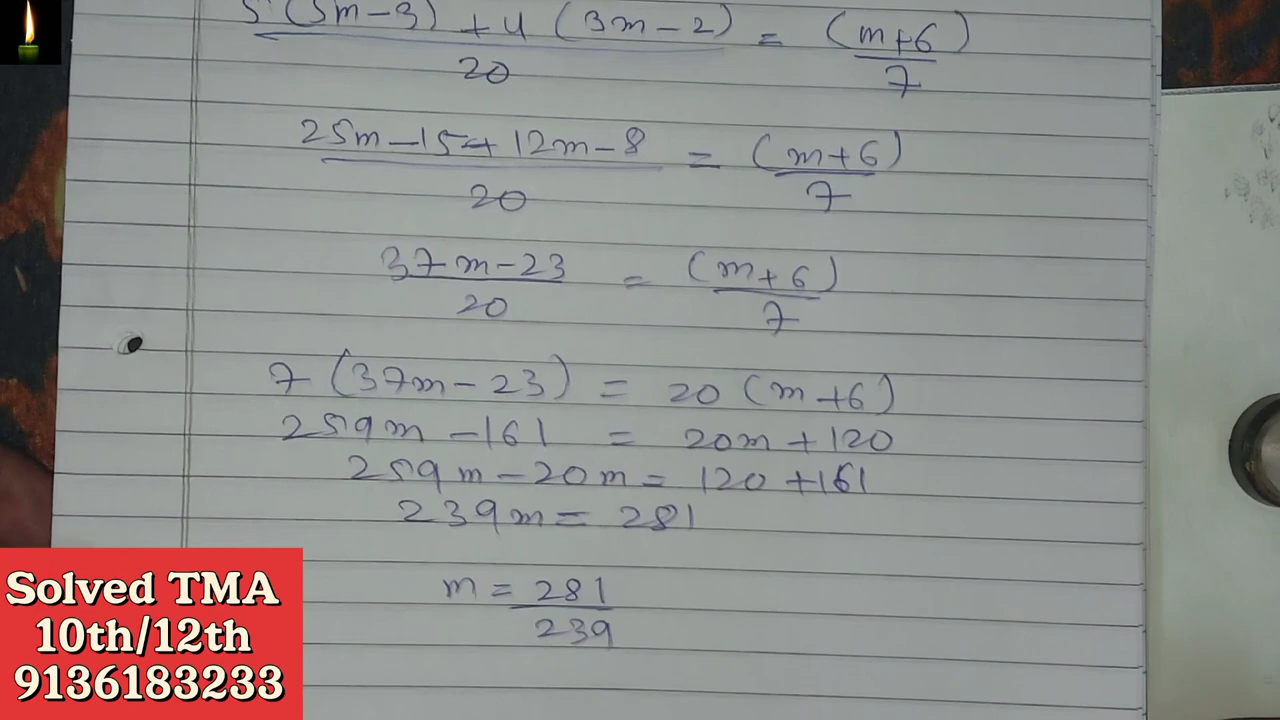 5 (5m-3) + 4 (3m-2) = (m+6)
20 7
25m-15+12m-8 = (m+6)
20 7
37m-23 = (m+6)
20 7
7 (37m-23) = 20 (m+6)
259m-161 = 20m+120
259m-20m = 120+161
239m = 281
m = 281
239
Solved TMA
10th/12th
9136183233